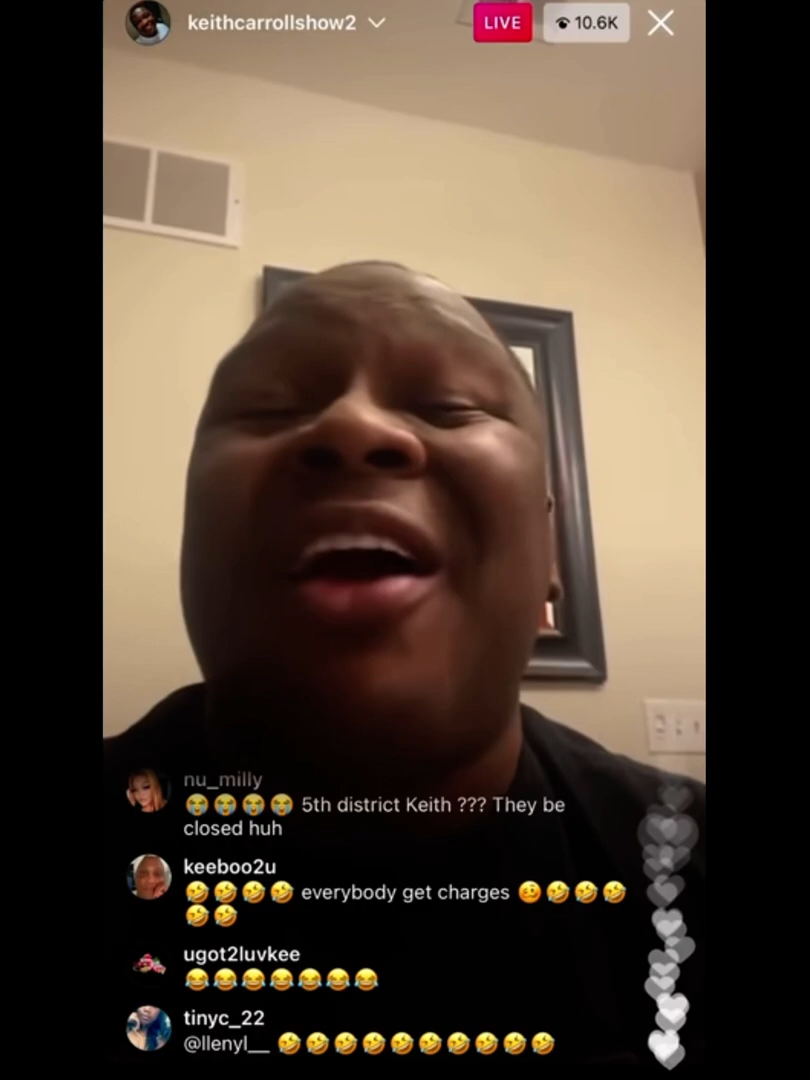 keithcarrollshow2
LIVE
10.6K
nu_milly
😭😭😭😭 5th district Keith ??? They be
closed huh
keeboo2u
🤣🤣🤣🤣 everybody get charges 🥴🤣🤣🤣
🤣🤣
ugot2luvkee
😂😂😂😂😂😂😂
tinyc_22
@llenyl__ 🤣🤣🤣🤣🤣🤣🤣🤣🤣🤣